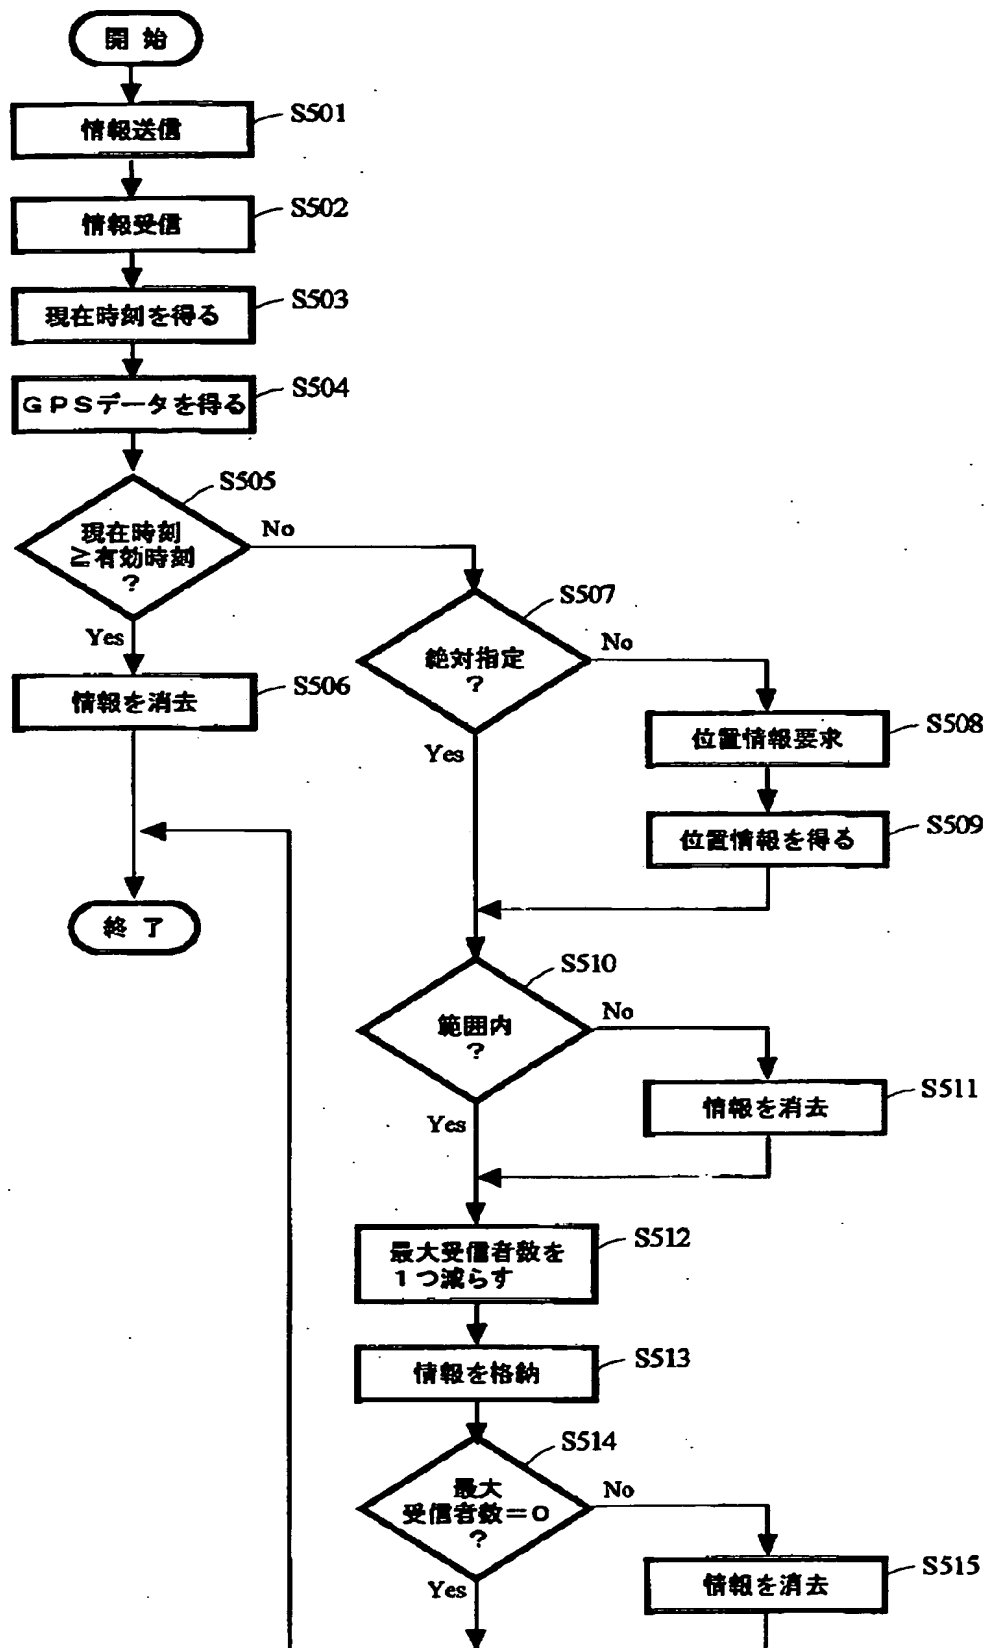 開 始
情報送信
S501
情報受信
S502
現在時刻を得る
S503
GPSデータを得る
S504
現在時刻
≧有効時刻
?
S505
No
Yes
情報を消去
S506
終 了
絶対指定
?
S507
No
Yes
位置情報要求
S508
位置情報を得る
S509
範囲内
?
S510
No
Yes
情報を消去
S511
最大受信者数を
1つ減らす
S512
情報を格納
S513
最大
受信者数=0
?
S514
No
Yes
情報を消去
S515